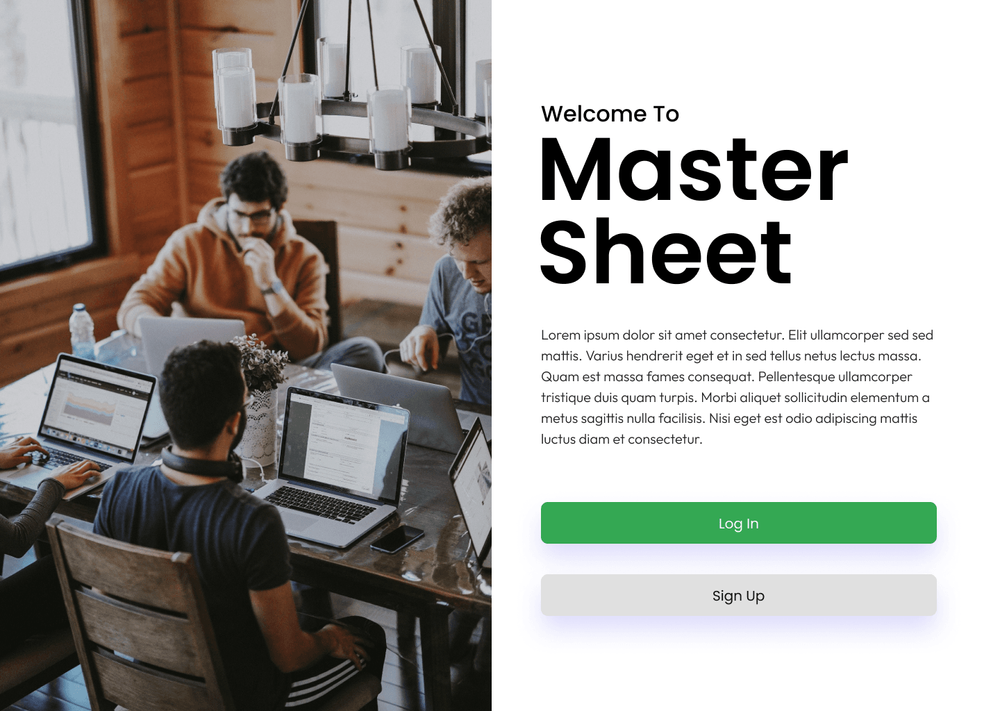 Welcome To
Master
Sheet
Lorem ipsum dolor sit amet consectetur. Elit ullamcorper sed sed
mattis. Varius hendrerit eget et in sed tellus netus lectus massa.
Quam est massa fames consequat. Pellentesque ullamcorper
tristique duis quam turpis. Morbi aliquet sollicitudin elementum a
metus sagittis nulla facilisis. Nisi eget est odio adipiscing mattis
luctus diam et consectetur.
Log In
Sign Up